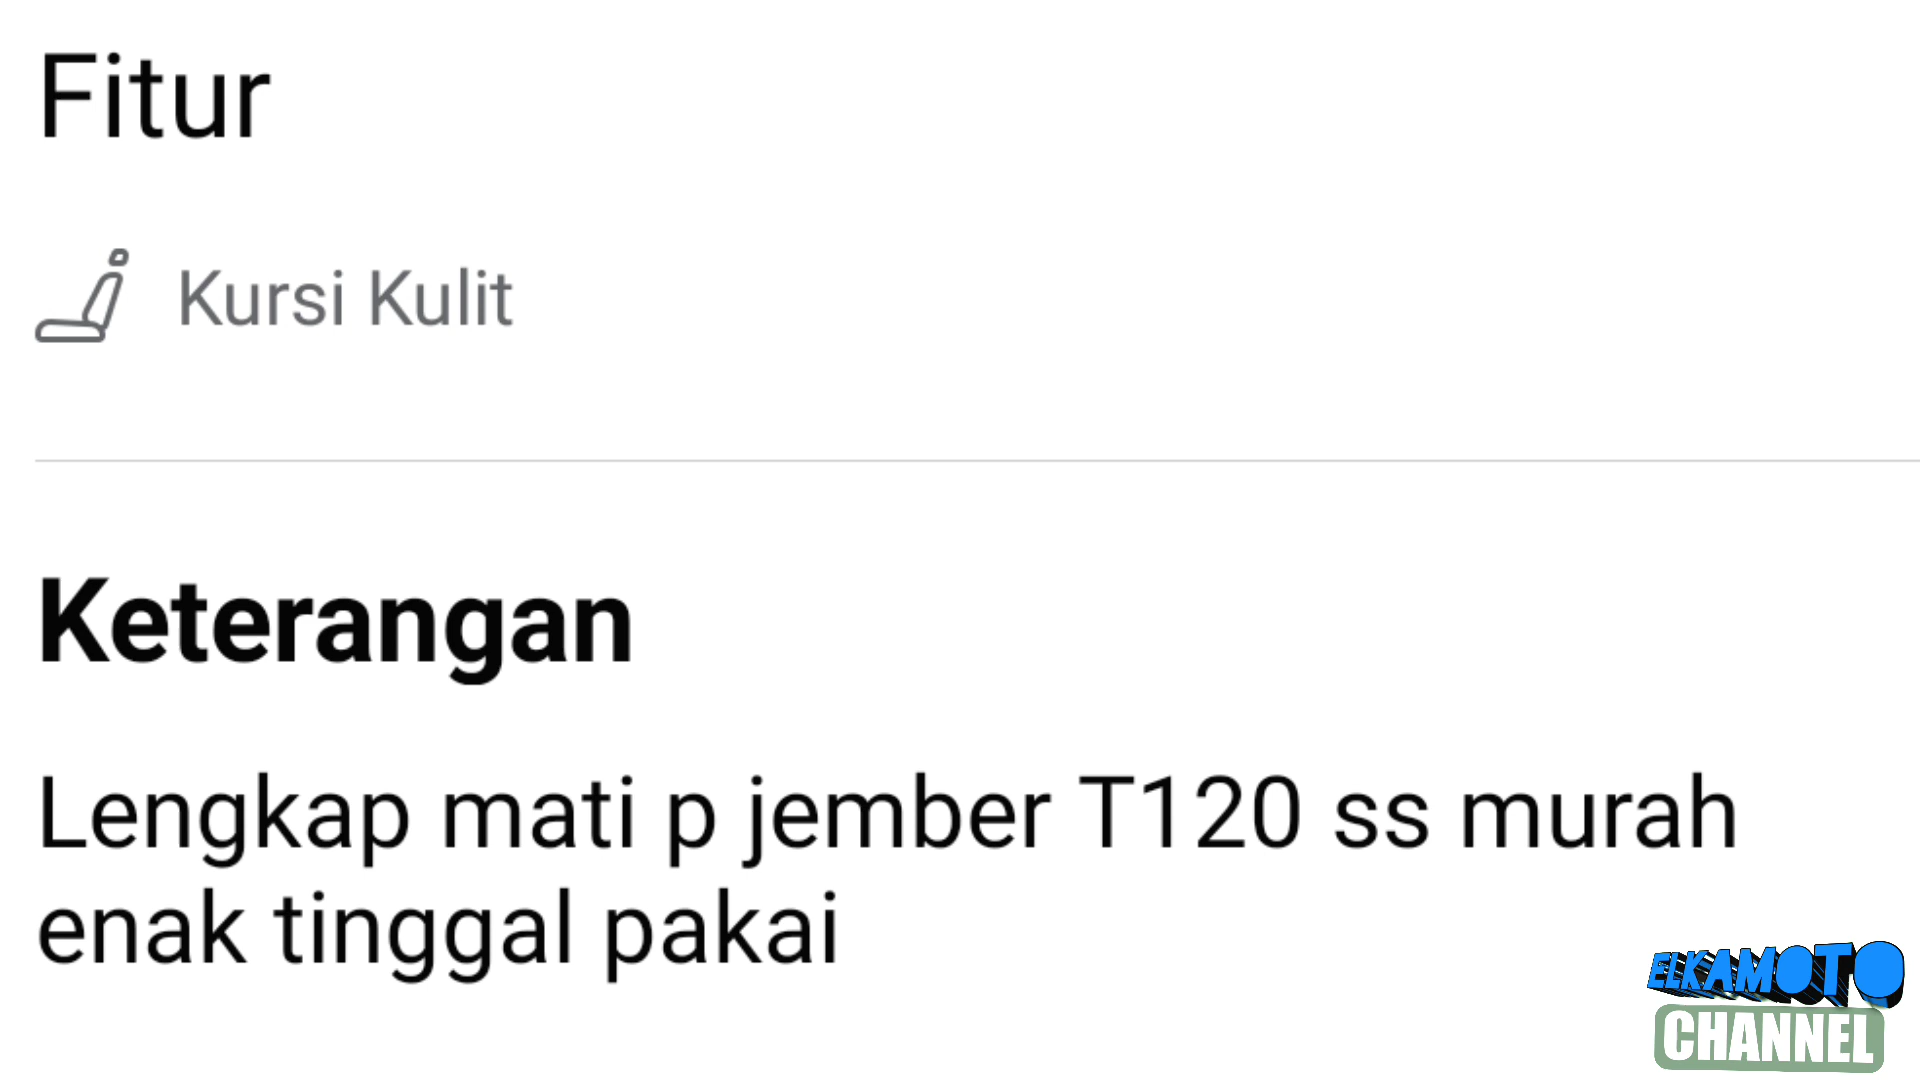 Fitur
Kursi Kulit
Keterangan
Lengkap mati p jember T120 ss murah
enak tinggal pakai
ELKAMOTO
CHANNEL